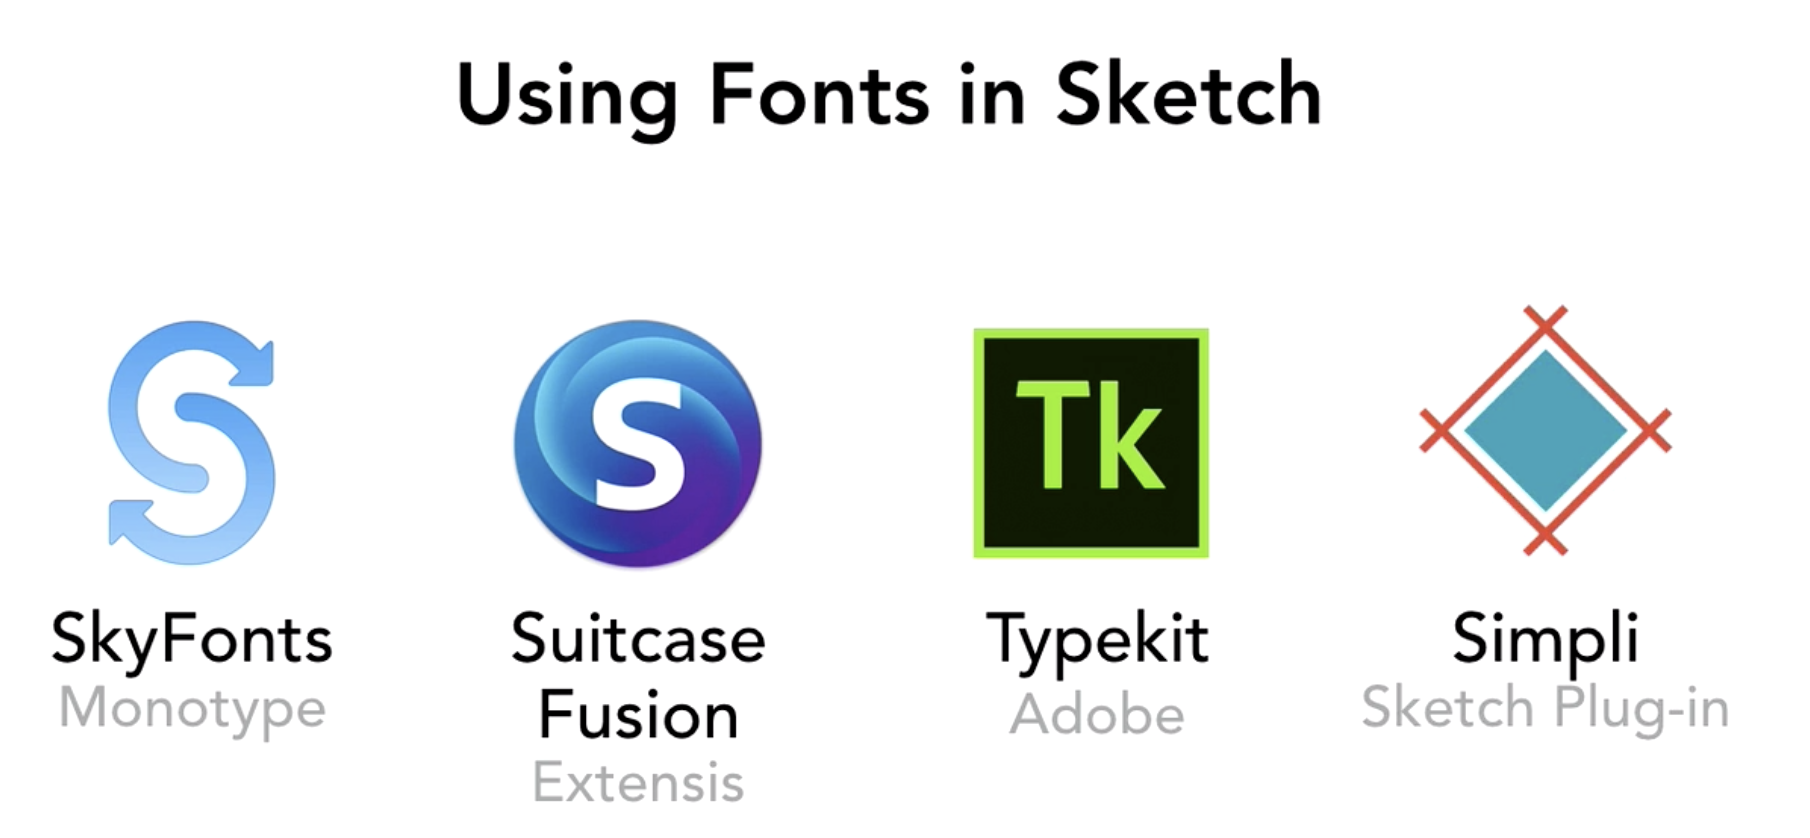 Using Fonts in Sketch
S
Tk
SkyFonts
Monotype
Suitcase
Fusion
Extensis
Typekit
Adobe
Simpli
Sketch Plug-in